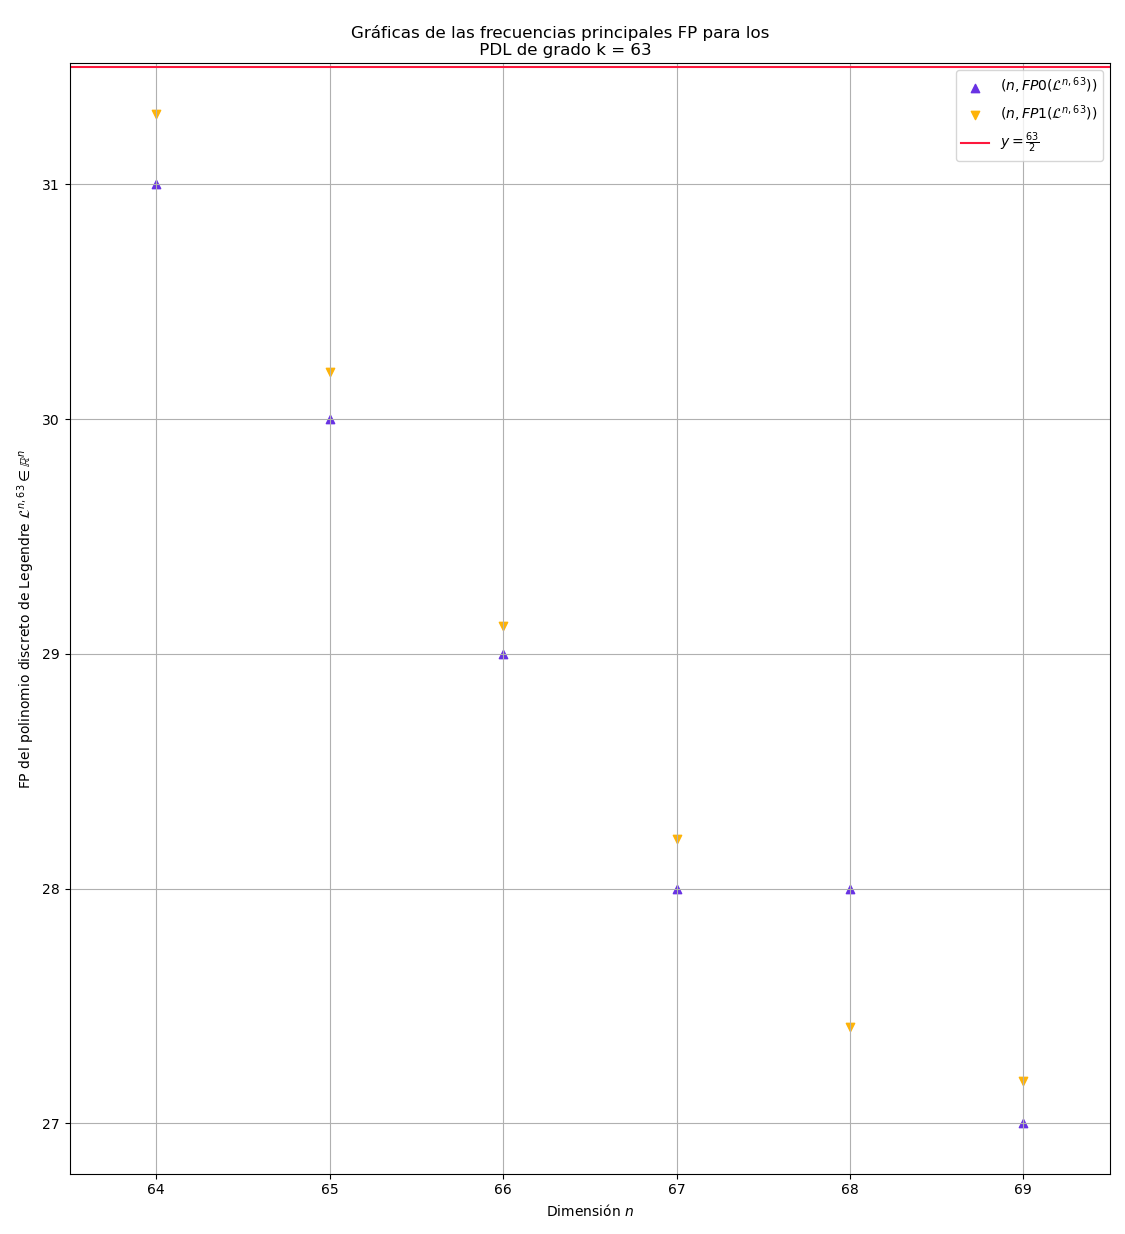 Gráficas de las frecuencias principales FP para los
PDL de grado k = 63
(n, FP0(ℒ^{n,63}))
(n, FP1(ℒ^{n,63}))
y = 63/2
FP del polinomio discreto de Legendre ℒ^{n,63} ∈ ℝ^n
31
30
29
28
27
64 65 66 67 68 69
Dimensión n